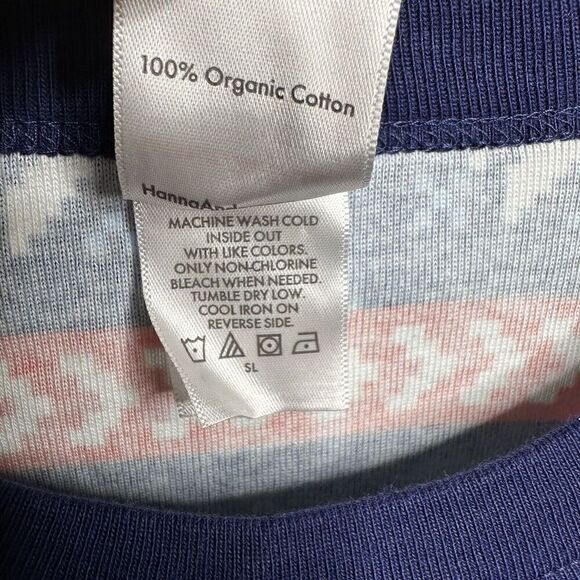 100% Organic Cotton
MACHINE WASH COLD
INSIDE OUT
WITH LIKE COLORS.
ONLY NON-CHLORINE
BLEACH WHEN NEEDED.
TUMBLE DRY LOW.
COOL IRON ON
REVERSE SIDE.
SL